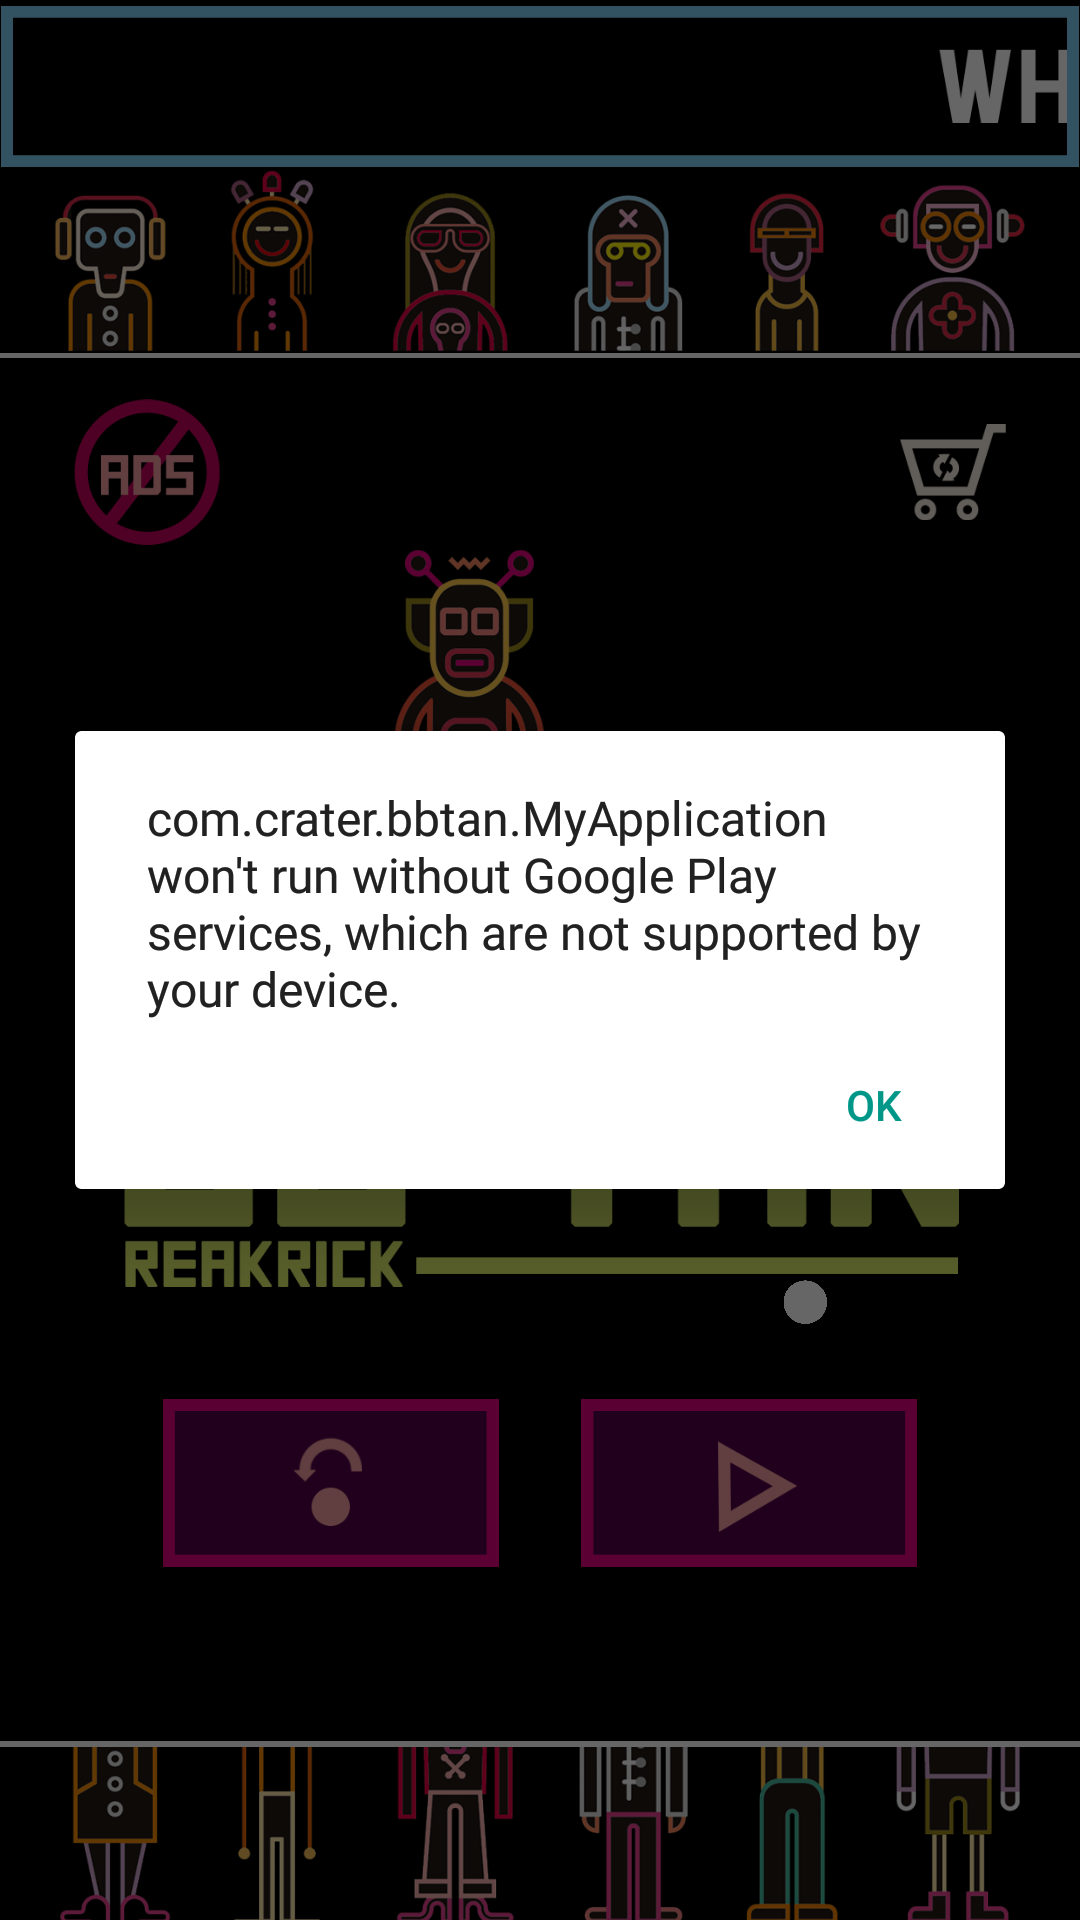 WH
ADS
com.crater.bbtan.MyApplication
won't run without Google Play
services, which are not supported by
your device.
OK
REAKRICK